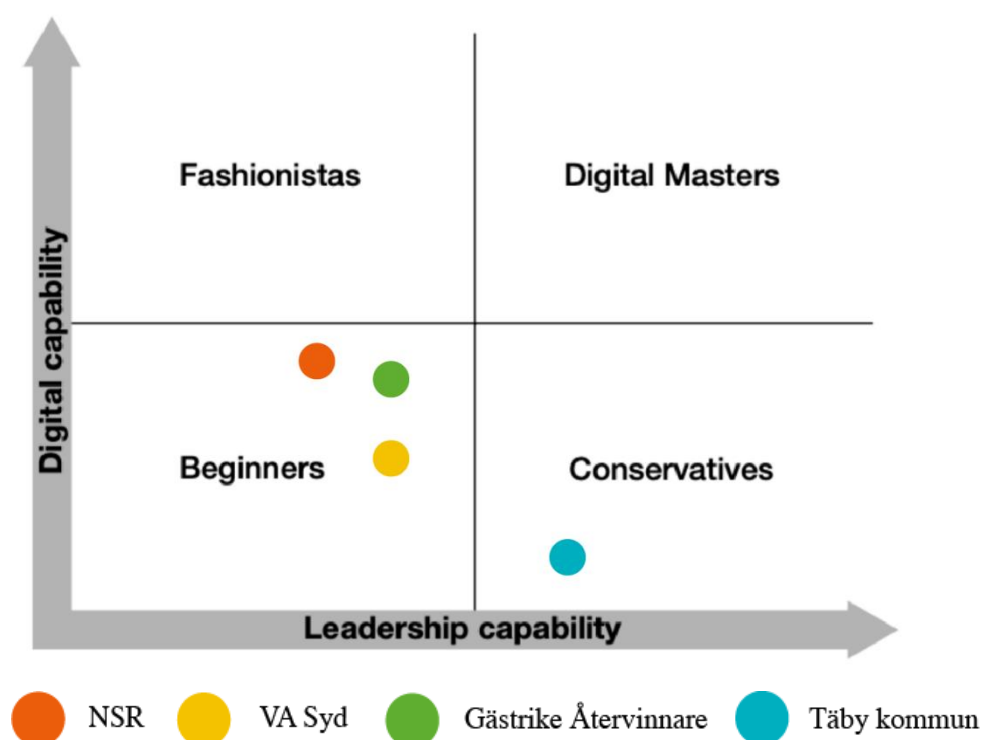 Fashionistas
Digital Masters
Digital capability
Beginners
Conservatives
Leadership capability
NSR
VA Syd
Gästrike Återvinnare
Täby kommun